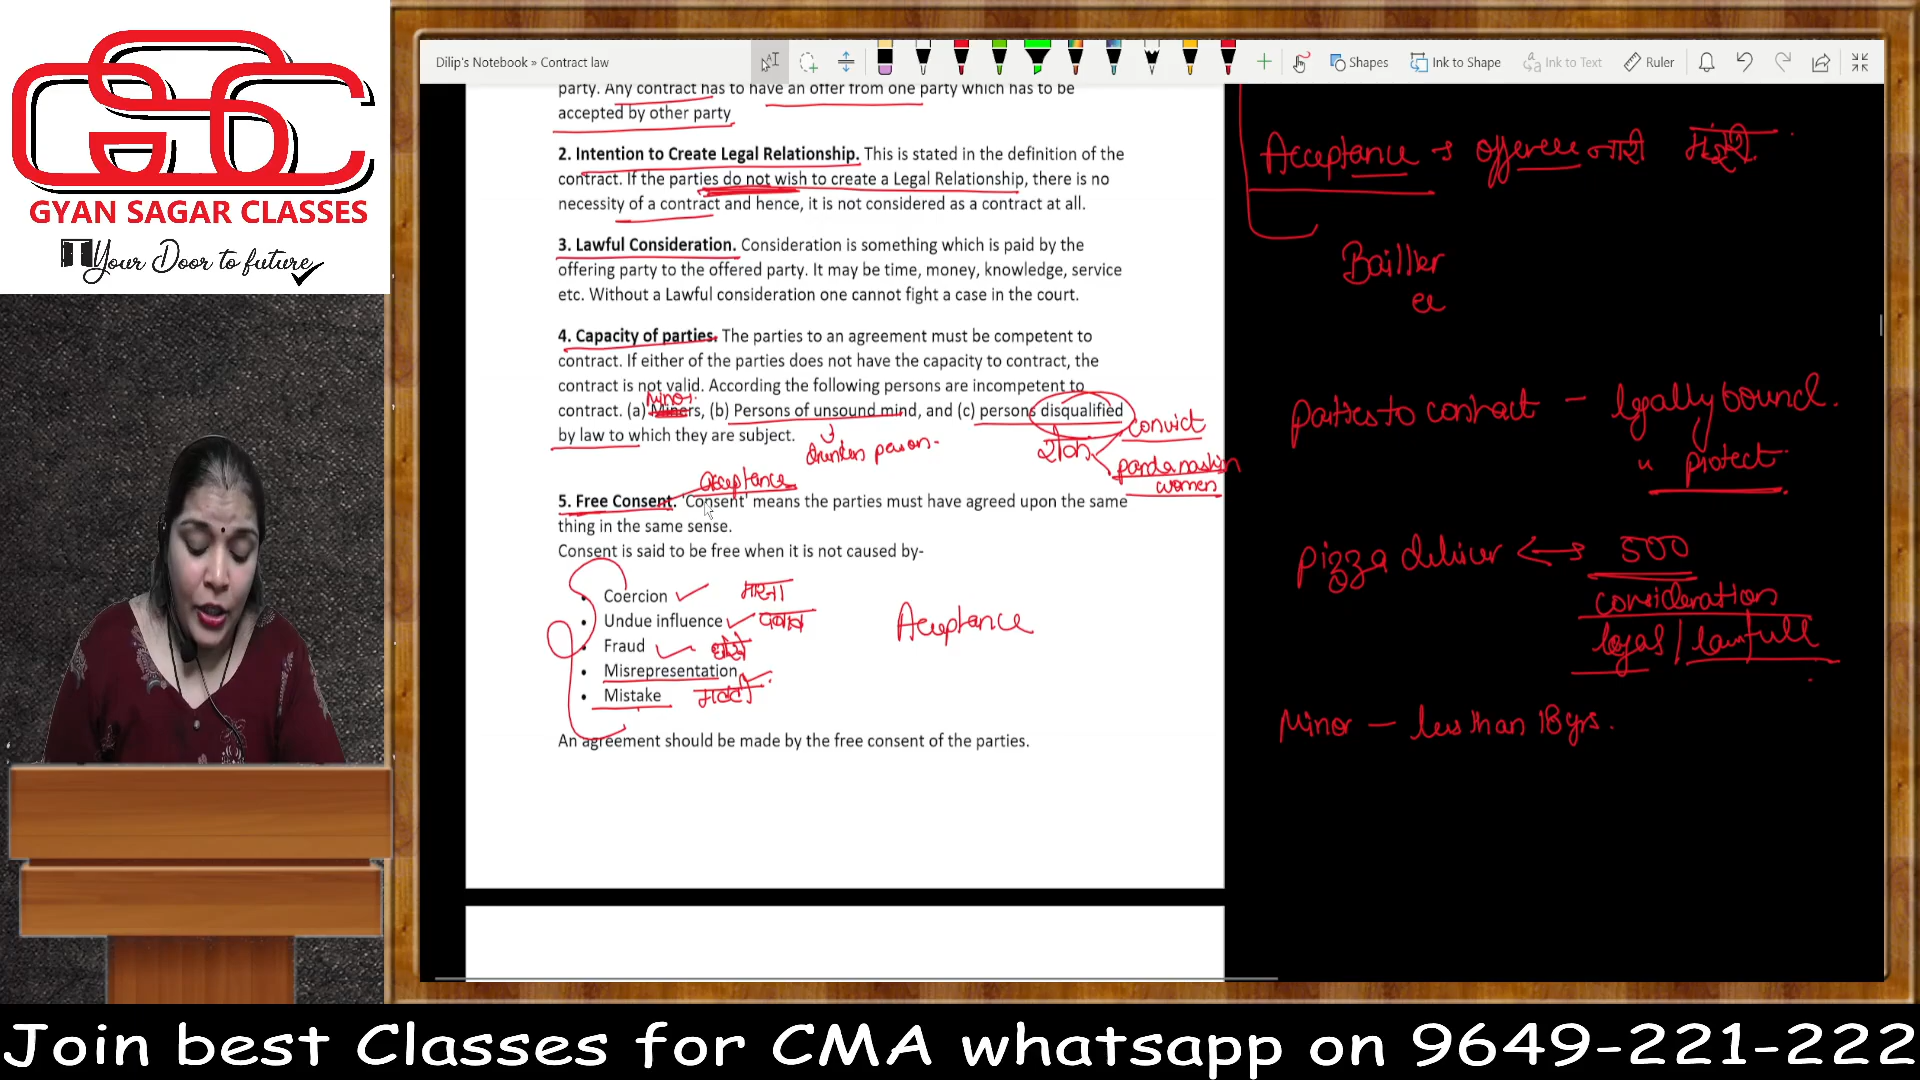 GSC
GYAN SAGAR CLASSES
Your Door to future
Dilip's Notebook » Contract law
Shapes
Ink to Shape
Ink to Text
Ruler
party. Any contract has to have an offer from one party which has to be
accepted by other party
2. Intention to Create Legal Relationship. This is stated in the definition of the
contract. If the parties do not wish to create a Legal Relationship, there is no
necessity of a contract and hence, it is not considered as a contract at all.
3. Lawful Consideration. Consideration is something which is paid by the
offering party to the offered party. It may be time, money, knowledge, service
etc. Without a Lawful consideration one cannot fight a case in the court.
4. Capacity of parties. The parties to an agreement must be competent to
contract. If either of the parties does not have the capacity to contract, the
contract is not valid. According the following persons are incompetent to
Minor
contract. (a) Miners, (b) Persons of unsound mind, and (c) persons disqualified
by law to which they are subject.
drunken person
convict
parda nashin
women
acceptance
5. Free Consent. 'Consent' means the parties must have agreed upon the same
thing in the same sense.
Consent is said to be free when it is not caused by-
• Coercion
• Undue influence दबाव
• Fraud
• Misrepresentation
• Mistake गलती
Acceptance
An agreement should be made by the free consent of the parties.
Acceptance → offeree मंजूरी
Bailler
ee
Parties to contract - legally bound.
" protect
pizza deliver ↔ 500
consideration
legal / lawfull
Minor - less than 18 yrs.
Join best Classes for CMA whatsapp on 9649-221-222